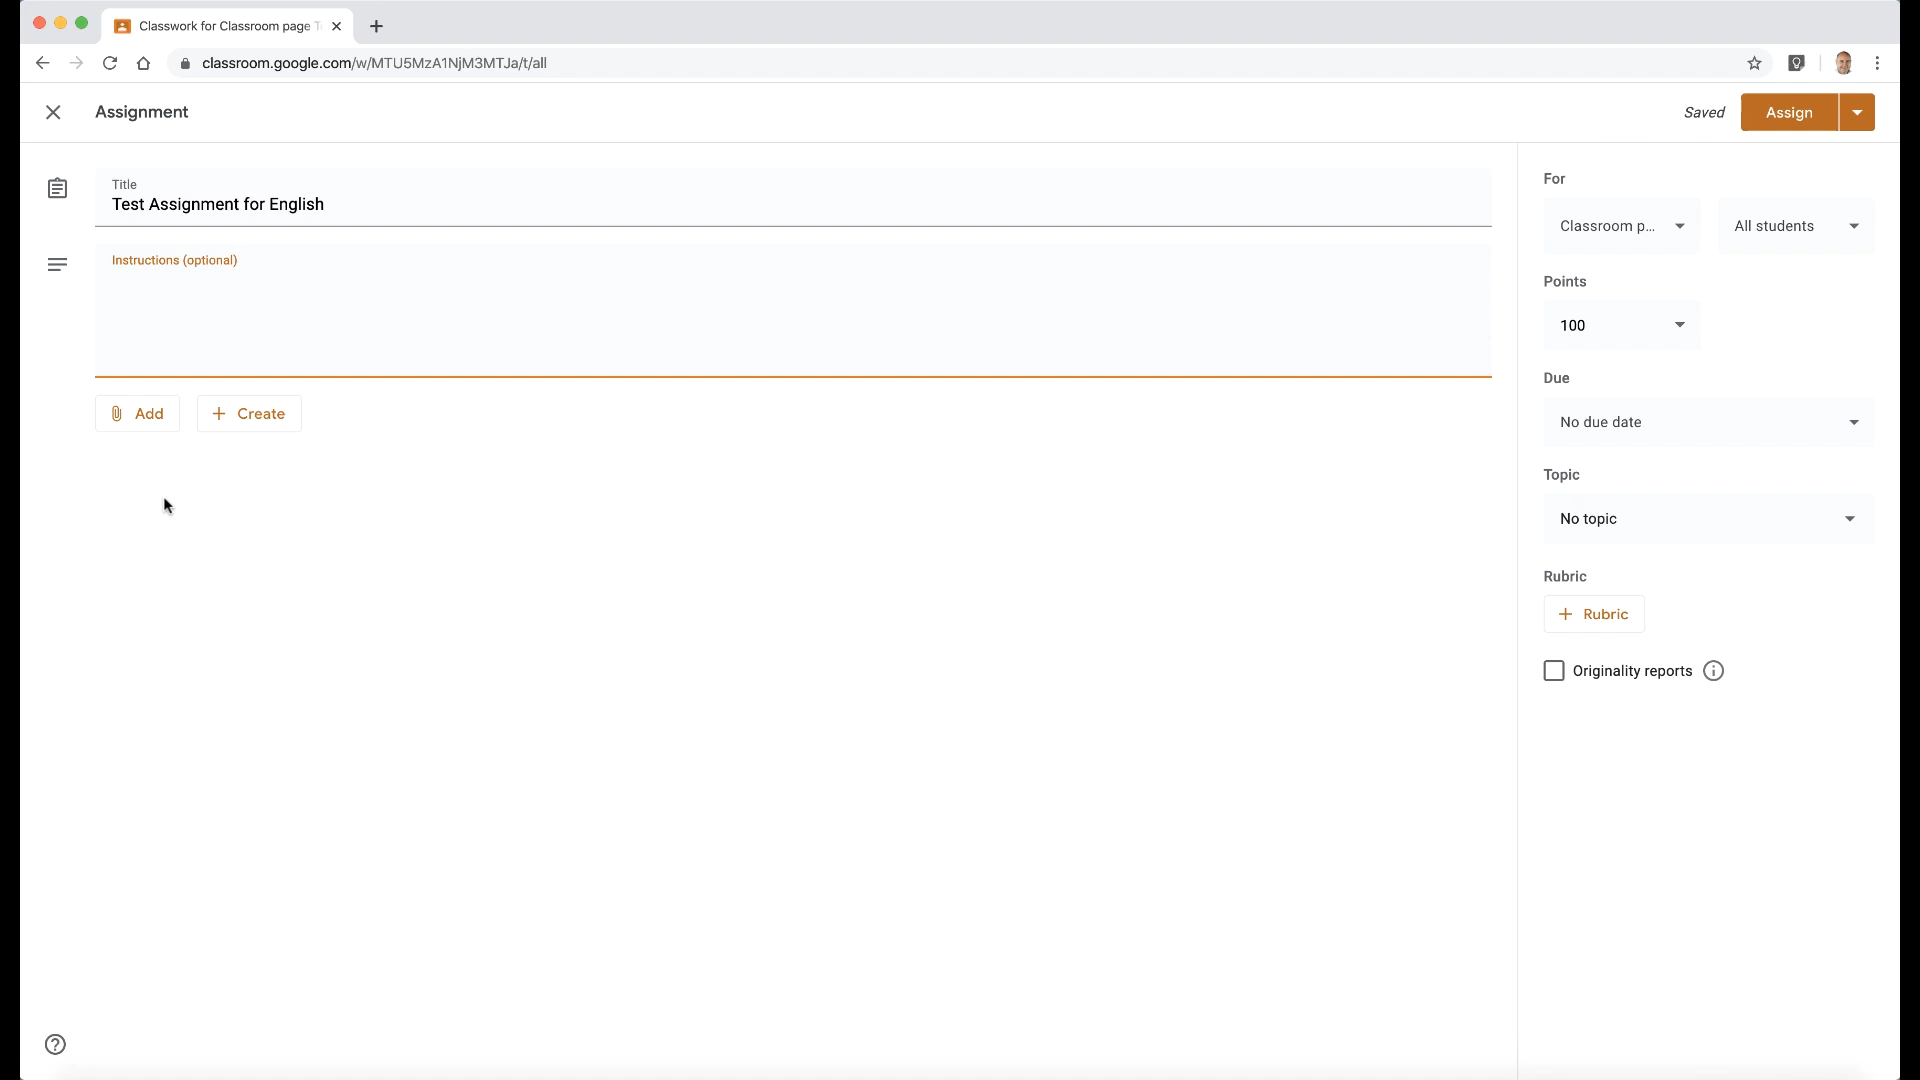 Classwork for Classroom page
classroom.google.com/w/MTU5MzA1NjM3MTJa/t/all
Assignment
Saved
Assign
Title
Test Assignment for English
Instructions (optional)
Add
Create
For
Classroom p...
All students
Points
100
Due
No due date
Topic
No topic
Rubric
Rubric
Originality reports